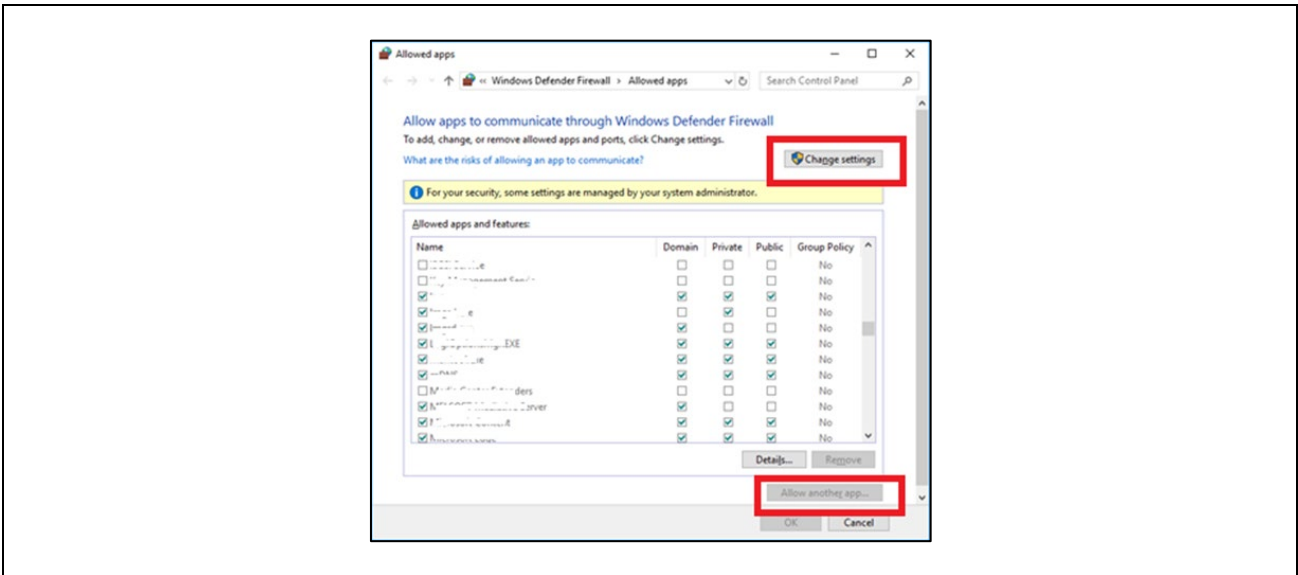 Allowed apps
« Windows Defender Firewall › Allowed apps
Search Control Panel
Allow apps to communicate through Windows Defender Firewall
To add, change, or remove allowed apps and ports, click Change settings.
What are the risks of allowing an app to communicate?
Change settings
For your security, some settings are managed by your system administrator.
Allowed apps and features:
Name Domain Private Public Group Policy
No
No
No
No
No
.EXE No
No
No
No
No
No
No
Details... Remove
Allow another app...
OK Cancel